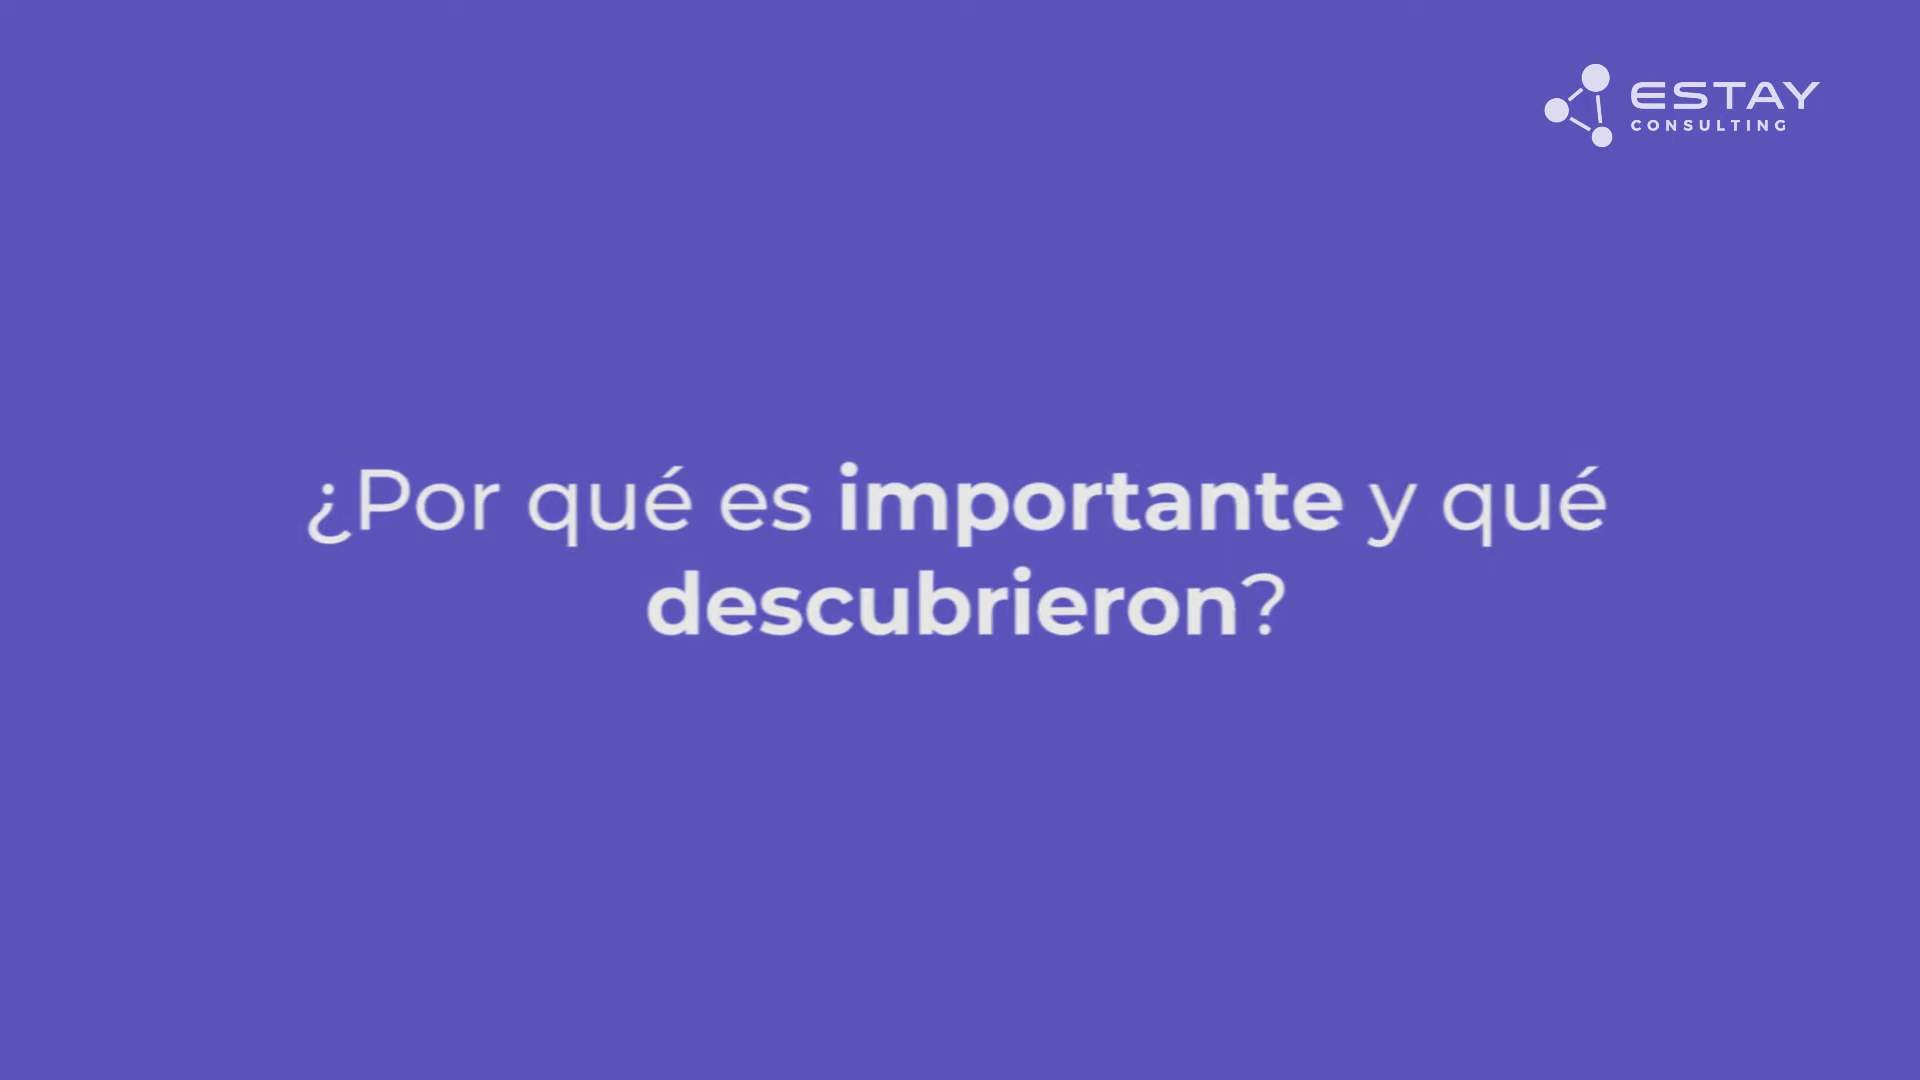 ESTAY
CONSULTING
¿Por qué es importante y qué
descubrieron?